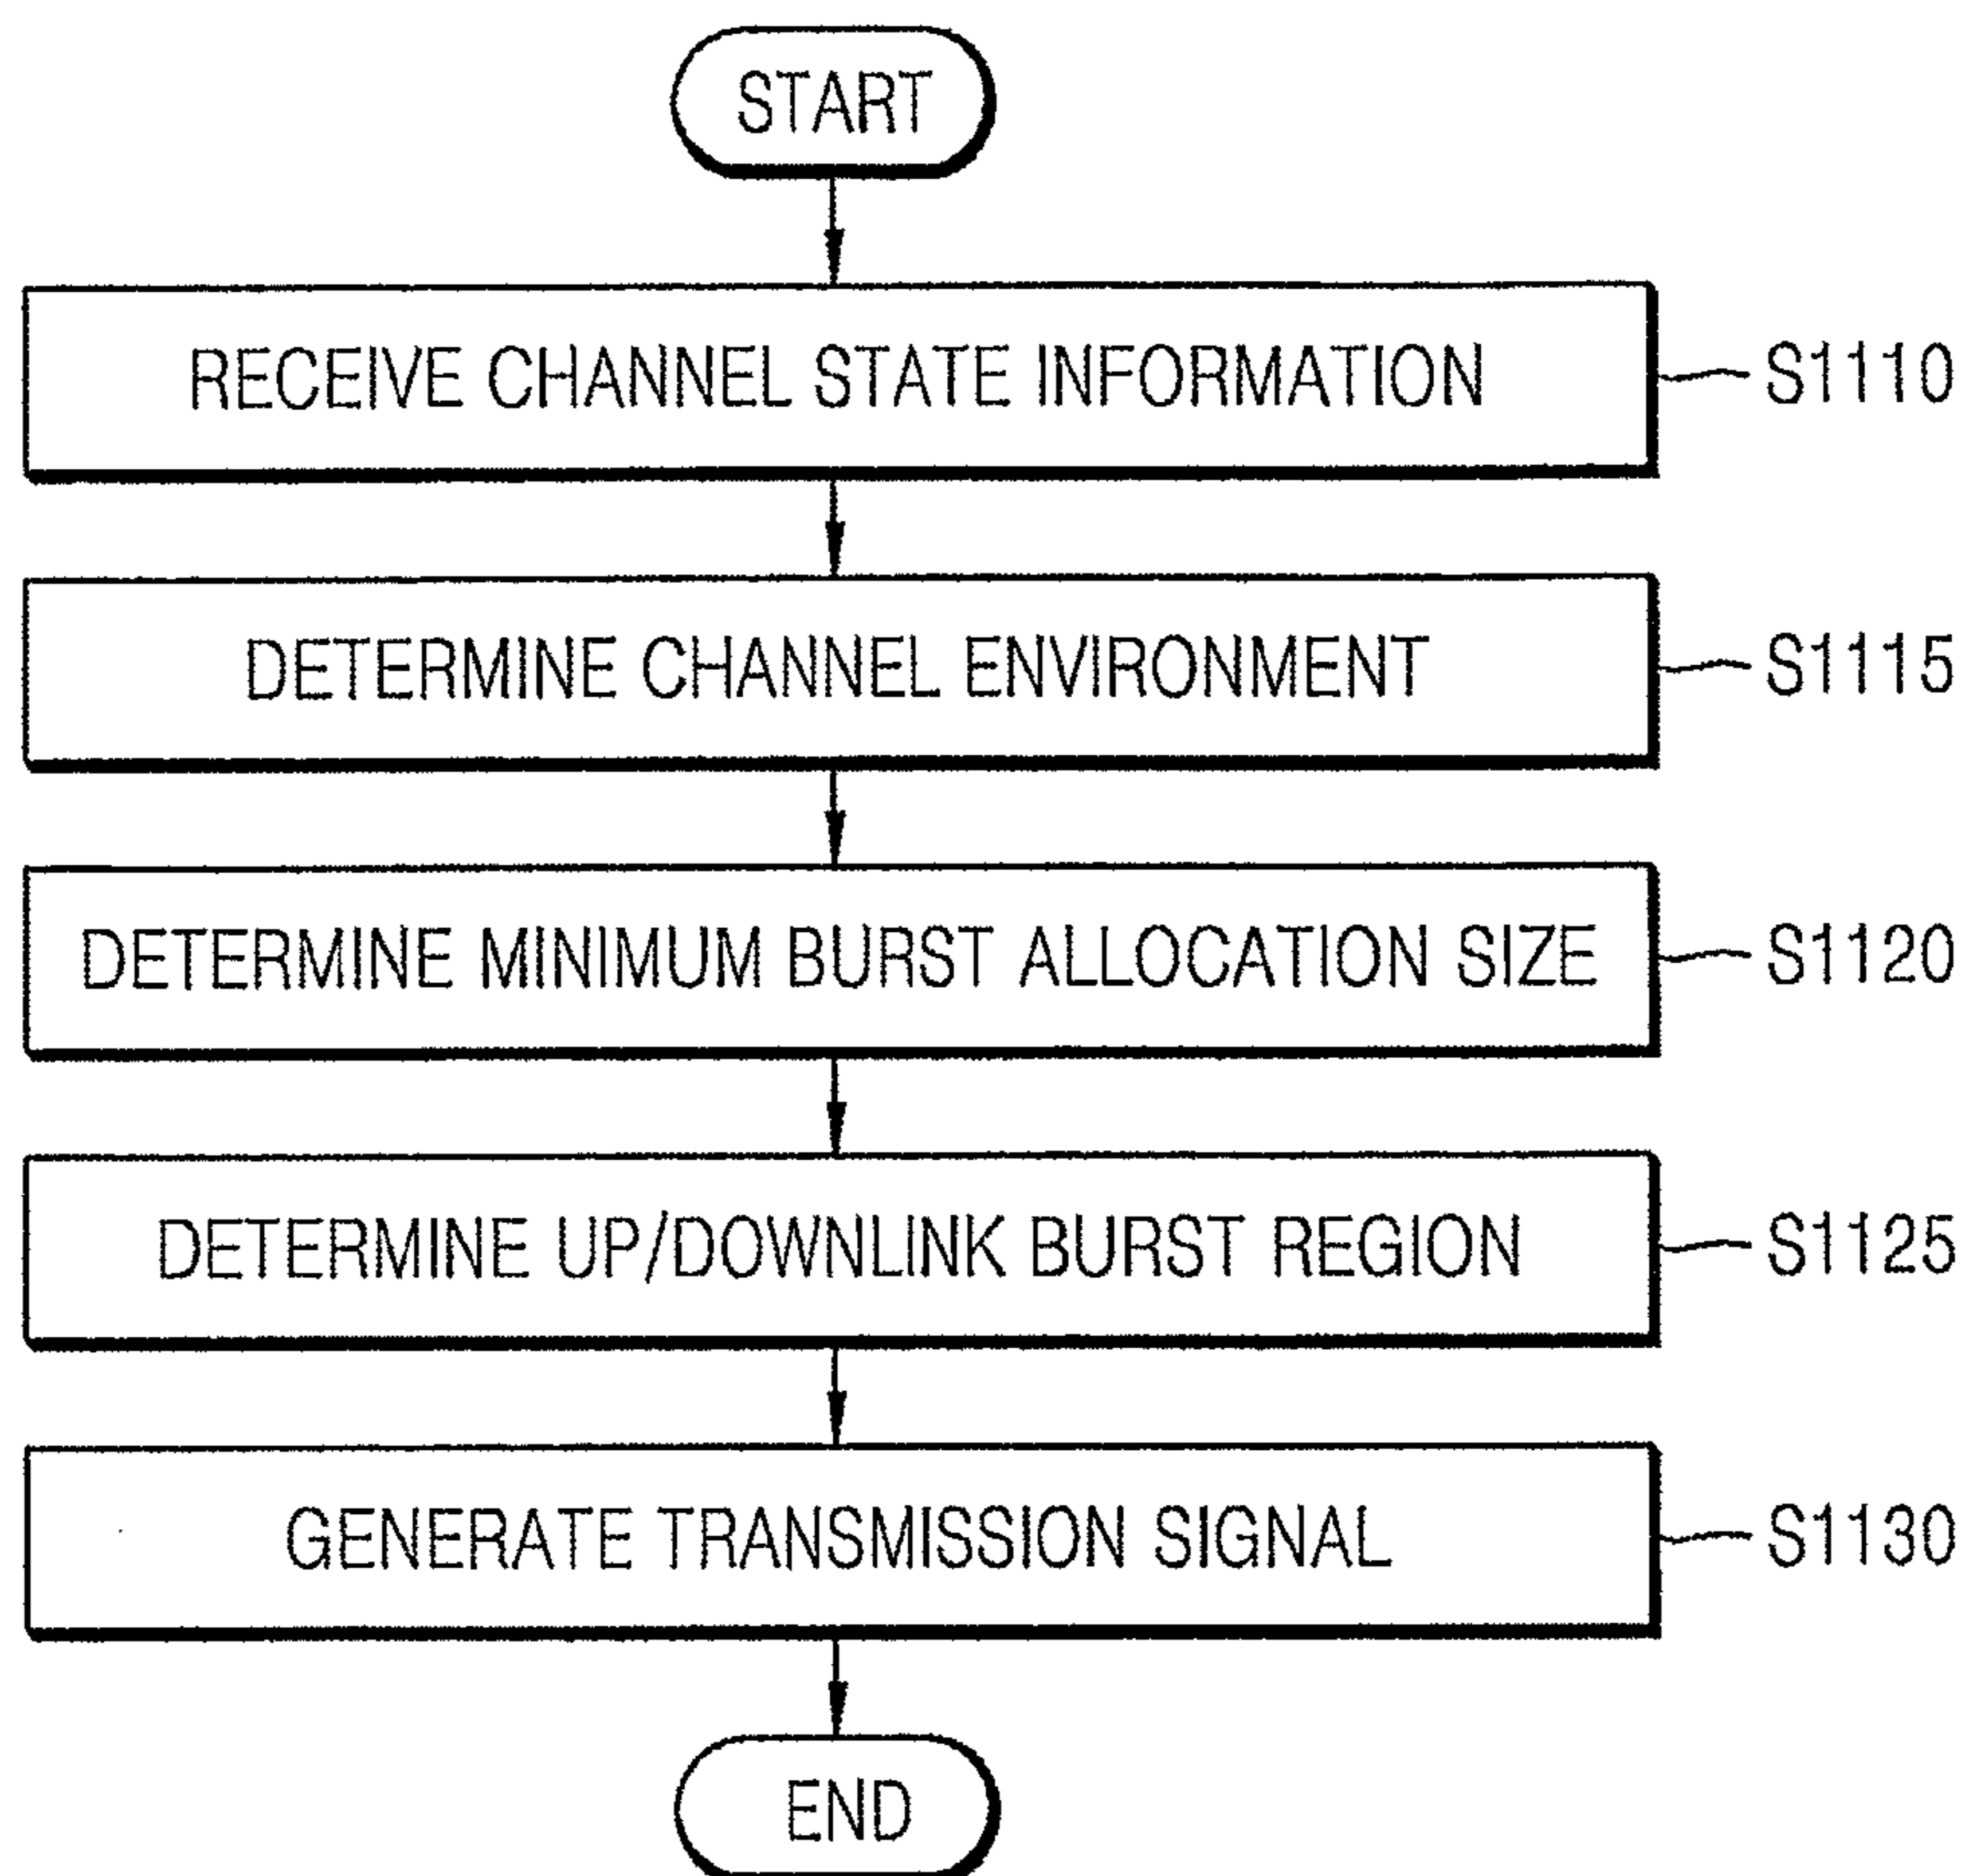 START
RECEIVE CHANNEL STATE INFORMATION
S1110
DETERMINE CHANNEL ENVIRONMENT
S1115
DETERMINE MINIMUM BURST ALLOCATION SIZE
S1120
DETERMINE UP/DOWNLINK BURST REGION
S1125
GENERATE TRANSMISSION SIGNAL
S1130
END